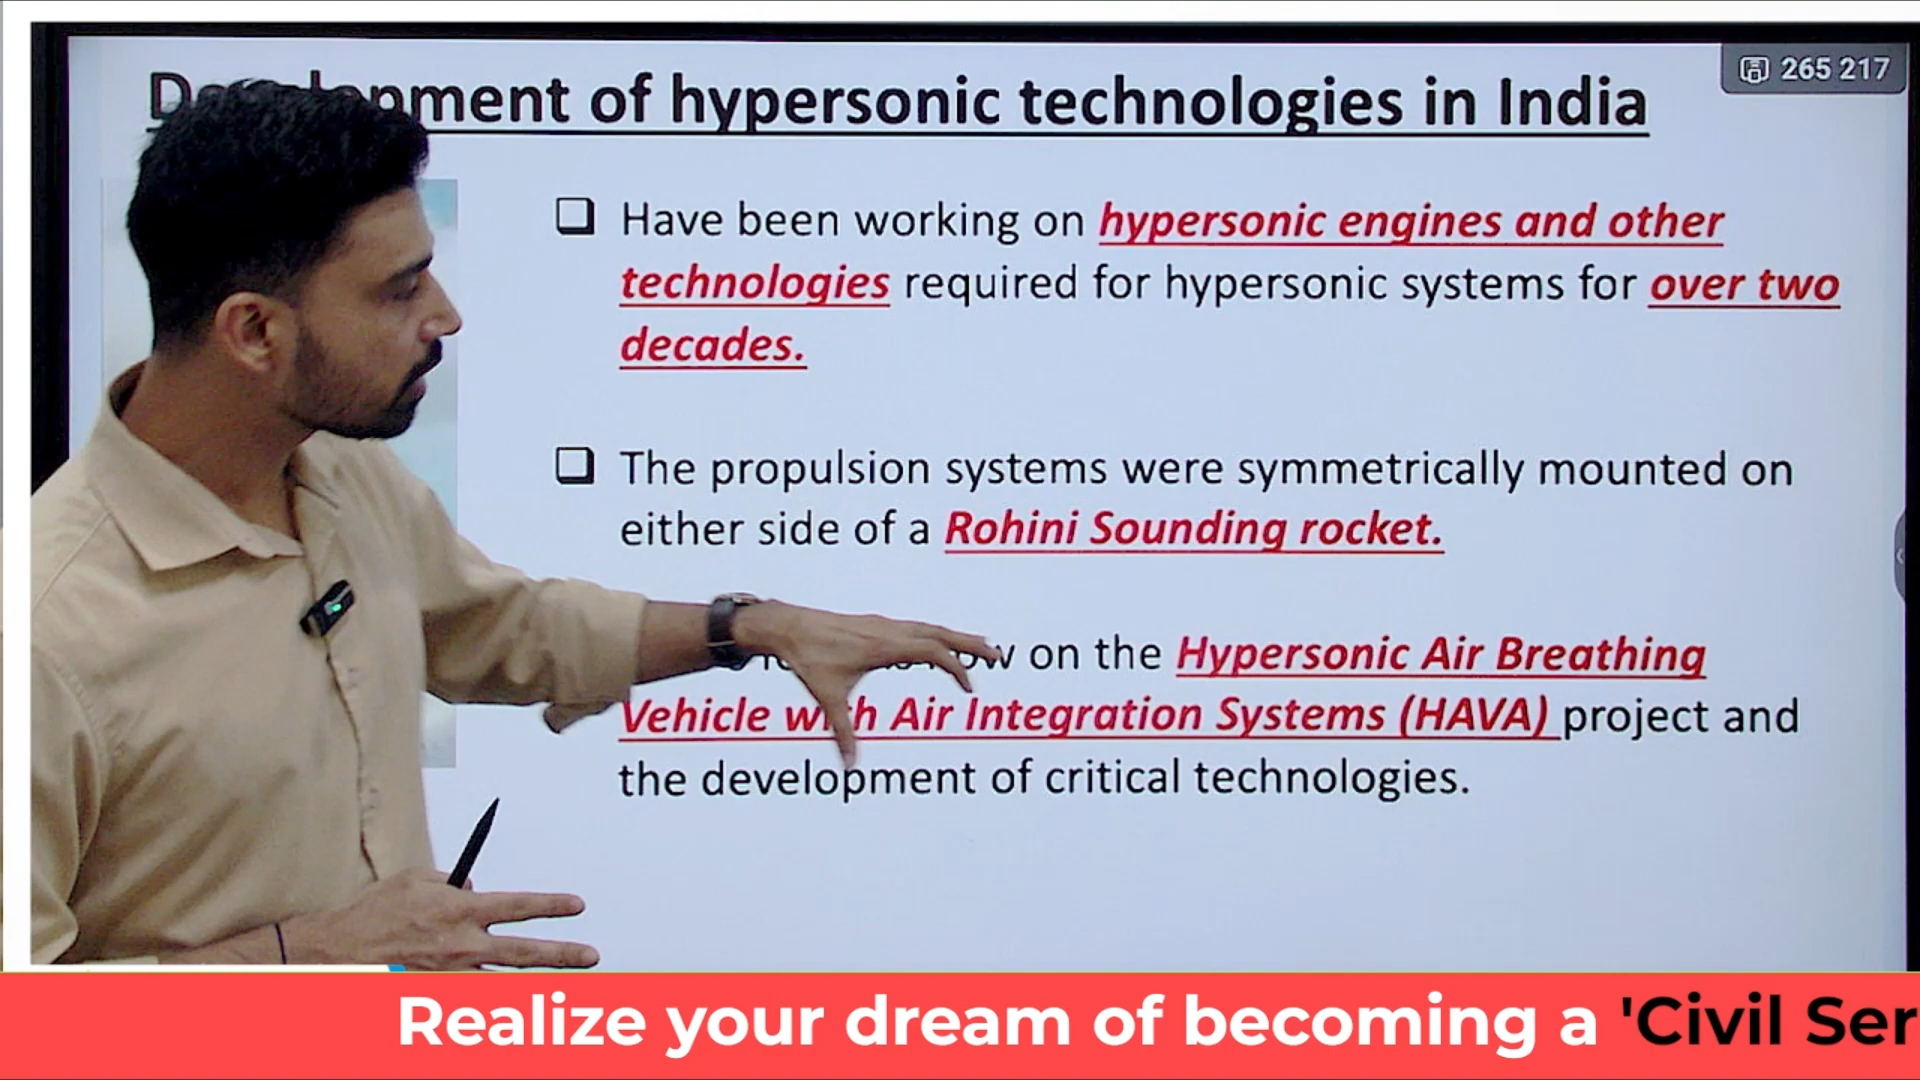 265 217
Development of hypersonic technologies in India
❑ Have been working on hypersonic engines and other
technologies required for hypersonic systems for over two
decades.
❑ The propulsion systems were symmetrically mounted on
either side of a Rohini Sounding rocket.
now on the Hypersonic Air Breathing
Vehicle with Air Integration Systems (HAVA) project and
the development of critical technologies.
Realize your dream of becoming a 'Civil Ser